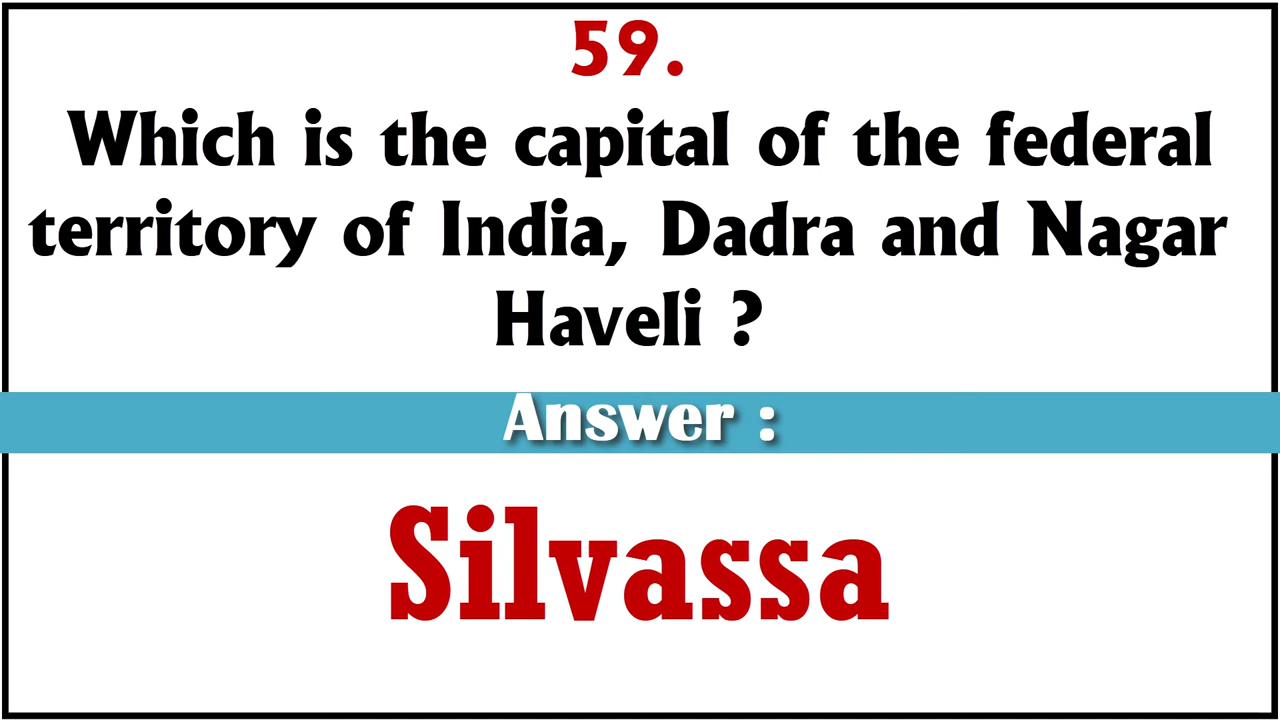 59.
Which is the capital of the federal
territory of India, Dadra and Nagar
Haveli ?
Answer :
Silvassa